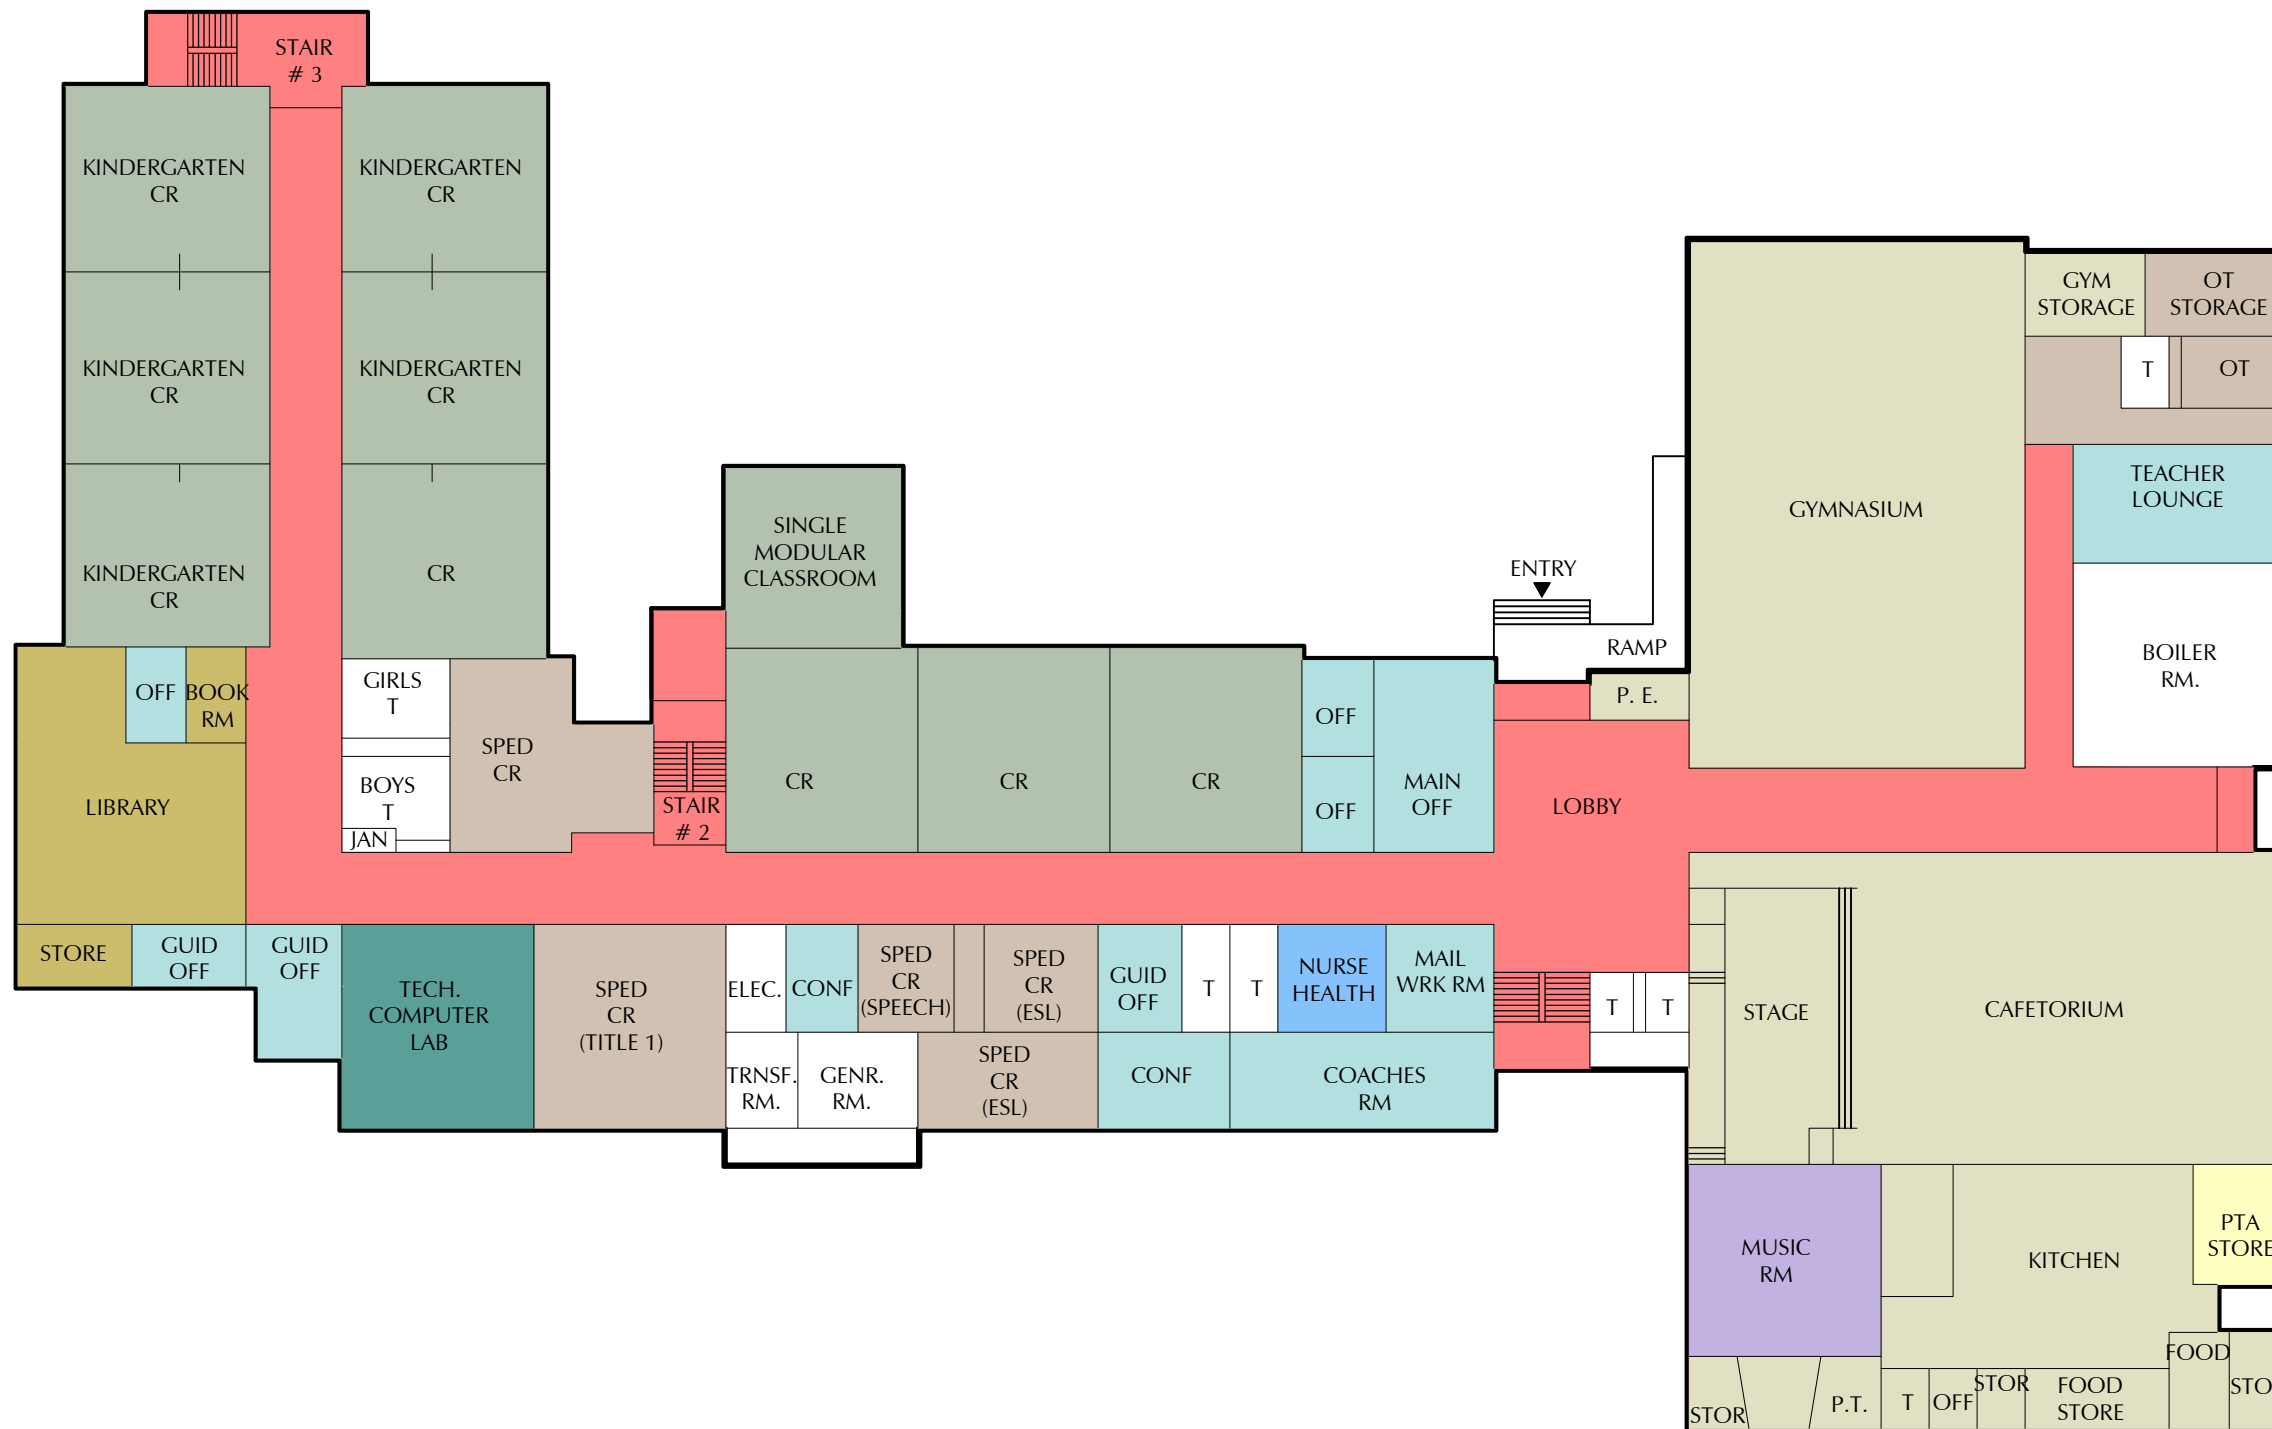 STAIR
# 3
KINDERGARTEN
CR
KINDERGARTEN
CR
KINDERGARTEN
CR
KINDERGARTEN
CR
KINDERGARTEN
CR
CR
OFF
BOOK
RM
GIRLS
T
BOYS
T
JAN
SPED
CR
LIBRARY
STORE
GUID
OFF
GUID
OFF
STAIR
# 2
SINGLE
MODULAR
CLASSROOM
CR
CR
CR
OFF
OFF
MAIN
OFF
ENTRY
RAMP
P. E.
LOBBY
GYMNASIUM
GYM
STORAGE
OT
STORAGE
T
OT
TEACHER
LOUNGE
BOILER
RM.
TECH.
COMPUTER
LAB
SPED
CR
(TITLE 1)
ELEC.
CONF
SPED
CR
(SPEECH)
SPED
CR
(ESL)
GUID
OFF
T
T
NURSE
HEALTH
MAIL
WRK RM
TRNSF.
RM.
GENR.
RM.
SPED
CR
(ESL)
CONF
COACHES
RM
T
T
STAGE
CAFETORIUM
MUSIC
RM
KITCHEN
PTA
STORE
FOOD
STOR
P.T.
T
OFF
STOR
FOOD
STORE
STO